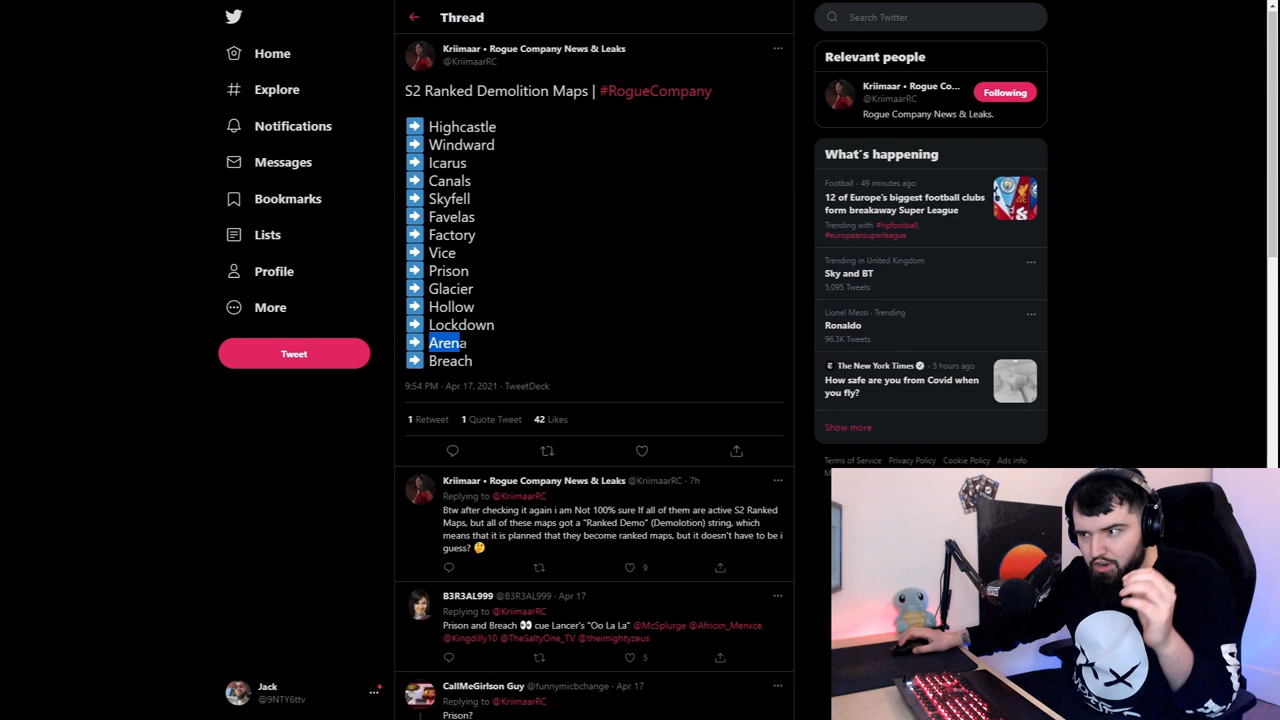 Home
Explore
Notifications
Messages
Bookmarks
Lists
Profile
More
Tweet
Jack
@9NTY6ttv
Thread
Kriimaar • Rogue Company News & Leaks
@KriimaarRC
S2 Ranked Demolition Maps | #RogueCompany
Highcastle
Windward
Icarus
Canals
Skyfell
Favelas
Factory
Vice
Prison
Glacier
Hollow
Lockdown
Arena
Breach
9:54 PM · Apr 17, 2021 · TweetDeck
1 Retweet 1 Quote Tweet 42 Likes
Kriimaar • Rogue Company News & Leaks @KriimaarRC · 7h
Replying to @KriimaarRC
Btw after checking it again i am Not 100% sure If all of them are active S2 Ranked
Maps, but all of these maps got a "Ranked Demo" (Demolotion) string, which
means that it is planned that they become ranked maps, but it doesn't have to be i
guess? 🤔
9
B3R3AL999 @B3R3AL999 · Apr 17
Replying to @KriimaarRC
Prison and Breach 👀 cue Lancer's "Oo La La" @McSplurge @Africxn_Menxce
@Kingdilly10 @TheSaltyOne_TV @theimightyzeus
5
CallMeGirlson Guy @funnymicbchange · Apr 17
Replying to @KriimaarRC
Prison?
Search Twitter
Relevant people
Kriimaar • Rogue Co...
@KriimaarRC
Following
Rogue Company News & Leaks.
What's happening
Football · 49 minutes ago
12 of Europe's biggest football clubs
form breakaway Super League
Trending with #ripfootball,
#europeansuperleague
Trending in United Kingdom
Sky and BT
5,095 Tweets
Lionel Messi · Trending
Ronaldo
96.3K Tweets
The New York Times · 5 hours ago
How safe are you from Covid when
you fly?
Show more
Terms of Service Privacy Policy Cookie Policy Ads info